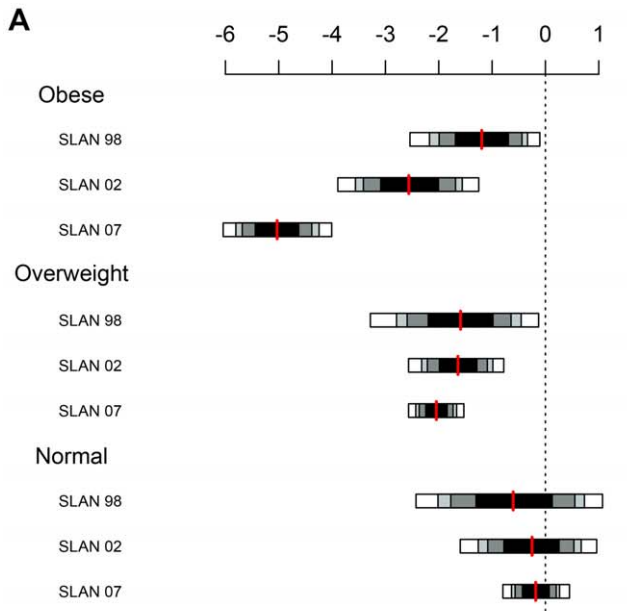 A
-6 -5 -4 -3 -2 -1 0 1
Obese
SLAN 98
SLAN 02
SLAN 07
Overweight
SLAN 98
SLAN 02
SLAN 07
Normal
SLAN 98
SLAN 02
SLAN 07